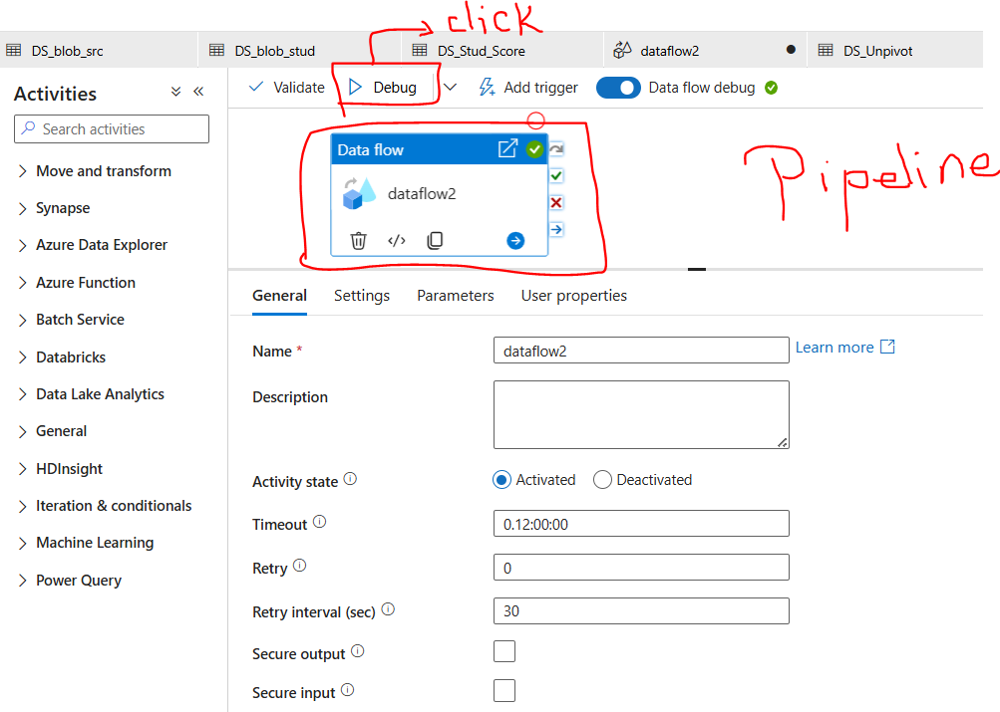 click
DS_blob_src
DS_blob_stud
DS_Stud_Score
dataflow2
DS_Unpivot
Activities
Validate
Debug
Add trigger
Data flow debug
Search activities
Data flow
dataflow2
</>
Pipeline
Move and transform
Synapse
Azure Data Explorer
Azure Function
Batch Service
Databricks
Data Lake Analytics
General
HDInsight
Iteration & conditionals
Machine Learning
Power Query
General Settings Parameters User properties
Name * dataflow2 Learn more
Description
Activity state Activated Deactivated
Timeout 0.12:00:00
Retry 0
Retry interval (sec) 30
Secure output
Secure input